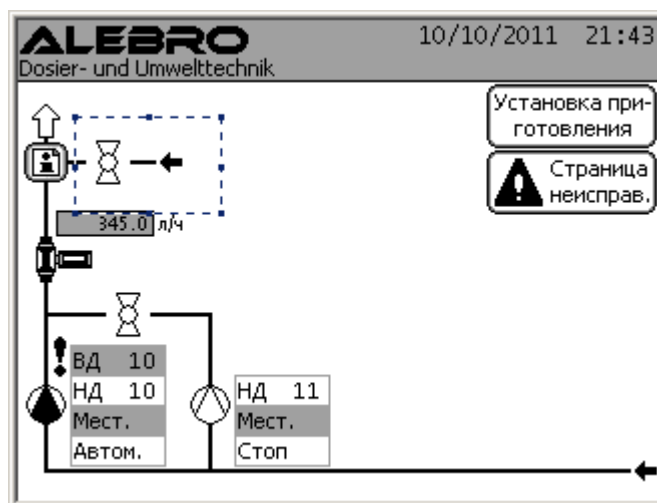 ALEBRO
10/10/2011 21:43
Dosier- und Umwelttechnik
Установка при-
готовления
Страница
неисправ.
345.0 л/ч
ВД 10
НД 10
Мест.
Автом.
НД 11
Мест.
Стоп